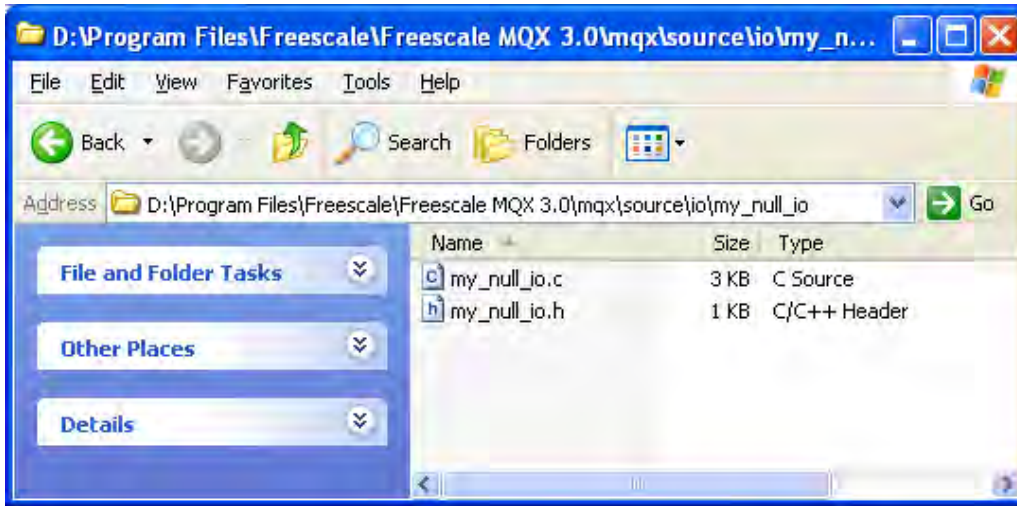 D:\Program Files\Freescale\Freescale MQX 3.0\mqx\source\io\my_n...
File Edit View Favorites Tools Help
Back Search Folders
Address D:\Program Files\Freescale\Freescale MQX 3.0\mqx\source\io\my_null_io Go
Name Size Type
File and Folder Tasks
c my_null_io.c 3 KB C Source
h my_null_io.h 1 KB C/C++ Header
Other Places
Details